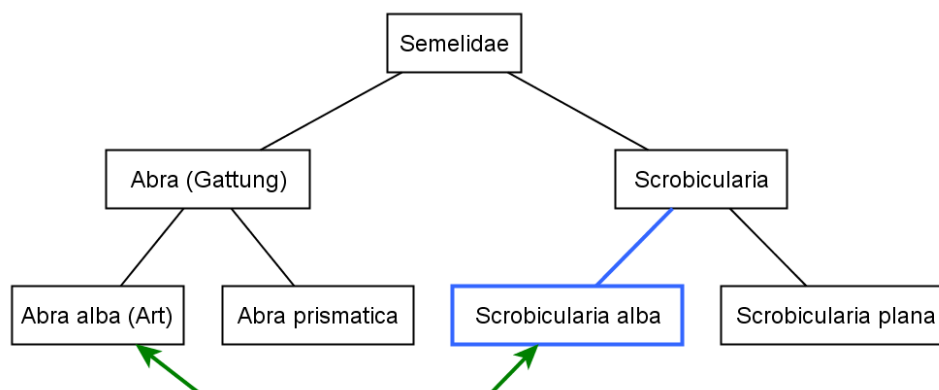 Semelidae
Abra (Gattung)
Scrobicularia
Abra alba (Art)
Abra prismatica
Scrobicularia alba
Scrobicularia plana